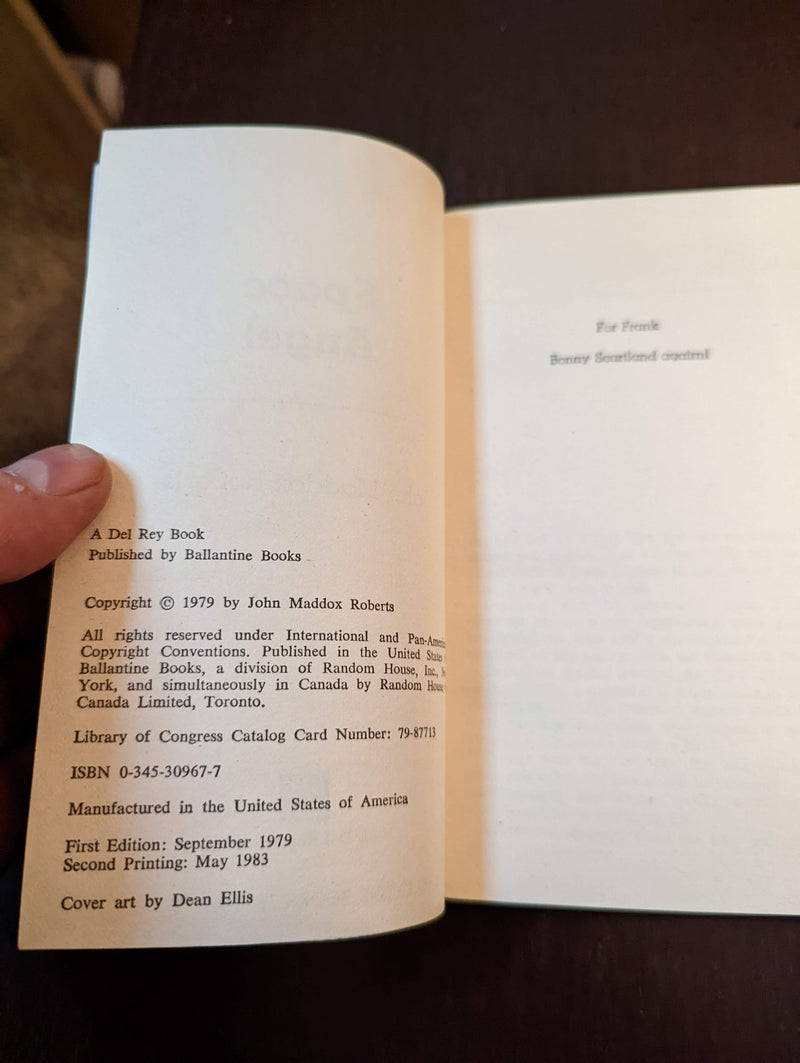 A Del Rey Book
Published by Ballantine Books
Copyright © 1979 by John Maddox Roberts
All rights reserved under International and Pan-Americ
Copyright Conventions. Published in the United States
Ballantine Books, a division of Random House, Inc., N
York, and simultaneously in Canada by Random House
Canada Limited, Toronto.
Library of Congress Catalog Card Number: 79-87713
ISBN 0-345-30967-7
Manufactured in the United States of America
First Edition: September 1979
Second Printing: May 1983
Cover art by Dean Ellis
For Frank
Bonny Scotland again!